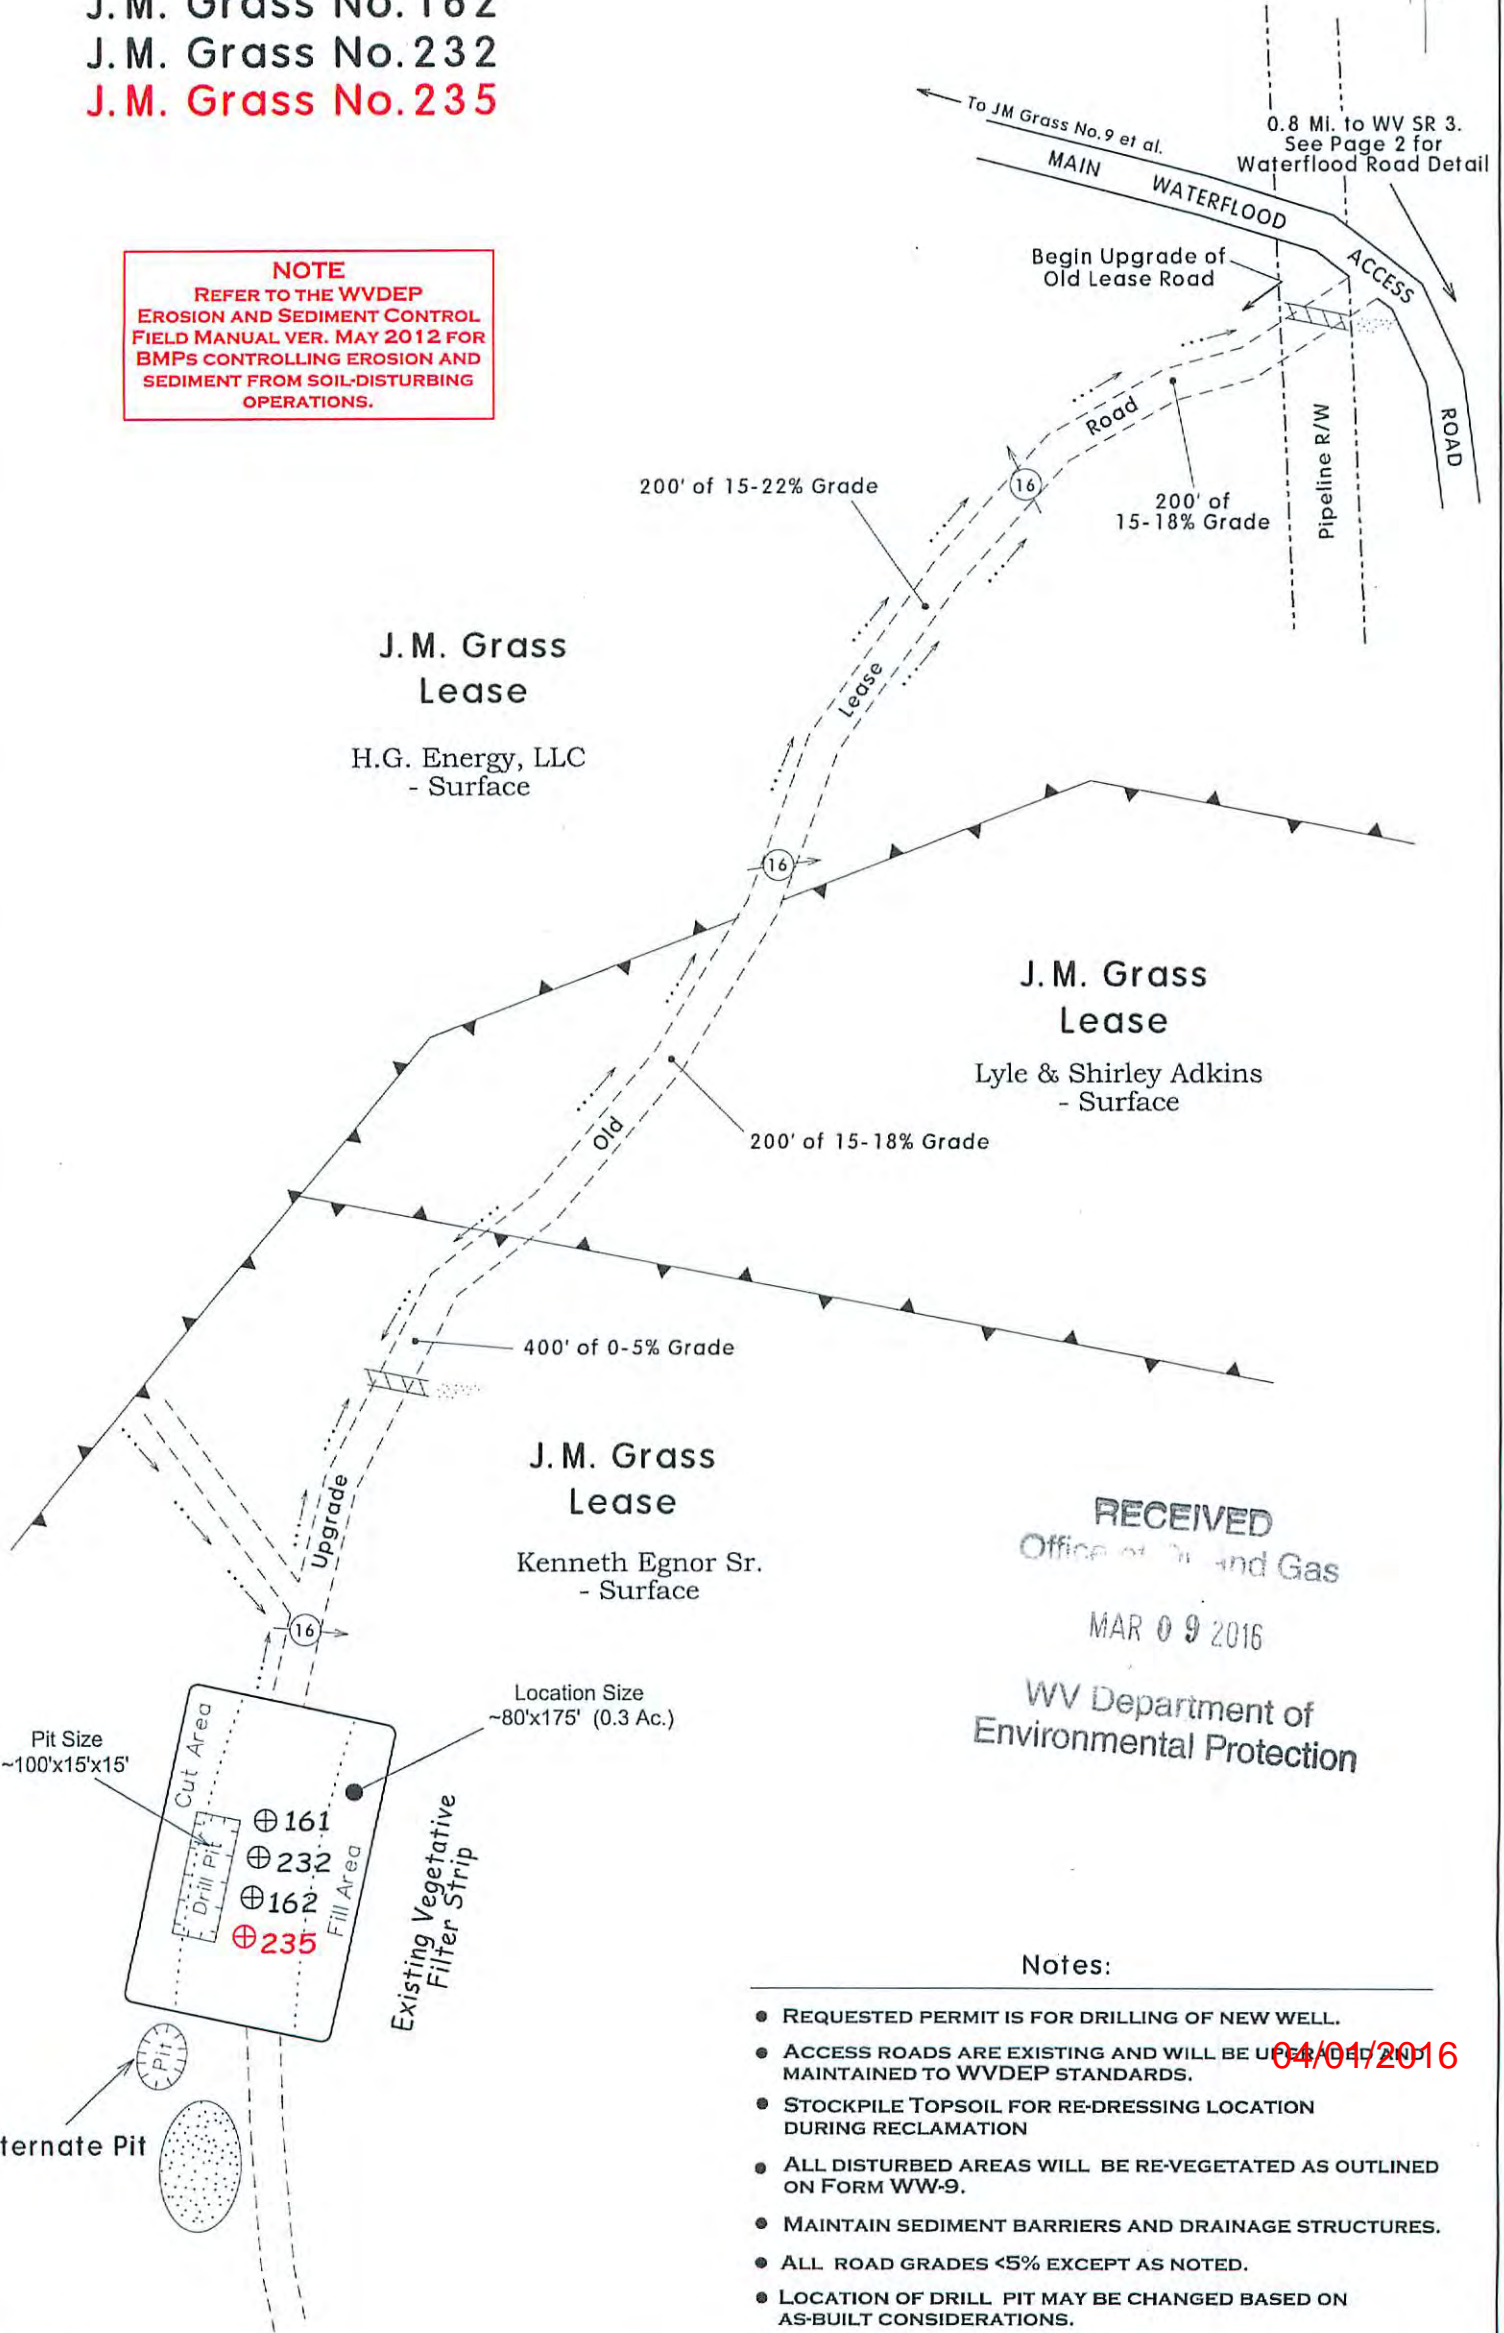 J.M. Grass No.162
J.M. Grass No.232
J.M. Grass No.235
To JM Grass No.9 et al.
0.8 Mi. to WV SR 3.
See Page 2 for
Waterflood Road Detail
MAIN WATERFLOOD ACCESS ROAD
NOTE
REFER TO THE WVDEP
EROSION AND SEDIMENT CONTROL
FIELD MANUAL VER. MAY 2012 FOR
BMPS CONTROLLING EROSION AND
SEDIMENT FROM SOIL-DISTURBING
OPERATIONS.
Begin Upgrade of
Old Lease Road
Road
Pipeline R/W
16
200' of 15-22% Grade
200' of
15-18% Grade
J.M. Grass
Lease
H.G. Energy, LLC
- Surface
Lease
16
J.M. Grass
Lease
Lyle & Shirley Adkins
- Surface
Old
200' of 15-18% Grade
400' of 0-5% Grade
J.M. Grass
Lease
Kenneth Egnor Sr.
- Surface
Upgrade
16
RECEIVED
Office of Oil and Gas
MAR 09 2016
WV Department of
Environmental Protection
Location Size
~80'x175' (0.3 Ac.)
Pit Size
~100'x15'x15'
Cut Area
Drill Pit
161
232
162
235
Fill Area
Existing Vegetative
Filter Strip
Pit
ternate Pit
Notes:
• REQUESTED PERMIT IS FOR DRILLING OF NEW WELL.
• ACCESS ROADS ARE EXISTING AND WILL BE UPGRADED AND
MAINTAINED TO WVDEP STANDARDS.
04/01/2016
• STOCKPILE TOPSOIL FOR RE-DRESSING LOCATION
DURING RECLAMATION
• ALL DISTURBED AREAS WILL BE RE-VEGETATED AS OUTLINED
ON FORM WW-9.
• MAINTAIN SEDIMENT BARRIERS AND DRAINAGE STRUCTURES.
• ALL ROAD GRADES <5% EXCEPT AS NOTED.
• LOCATION OF DRILL PIT MAY BE CHANGED BASED ON
AS-BUILT CONSIDERATIONS.